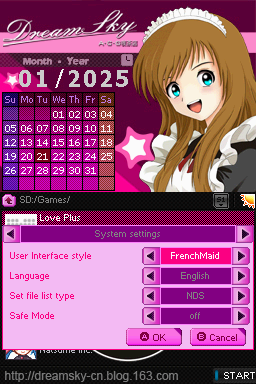 Dream Sky
Month • Year
01/2025
Su Mo Tu We Th Fr Sa
01 02 03 04
05 06 07 08 09 10 11
12 13 14 15 16 17 18
19 20 21 22 23 24 25
26 27 28 29 30 31
SD:/Games/
Love Plus
System settings
User Interface style FrenchMaid
Language English
Set file list type NDS
Safe Mode off
A OK B Cancel
Natsume Inc.
http://dreamsky-cn.blog.163.com START